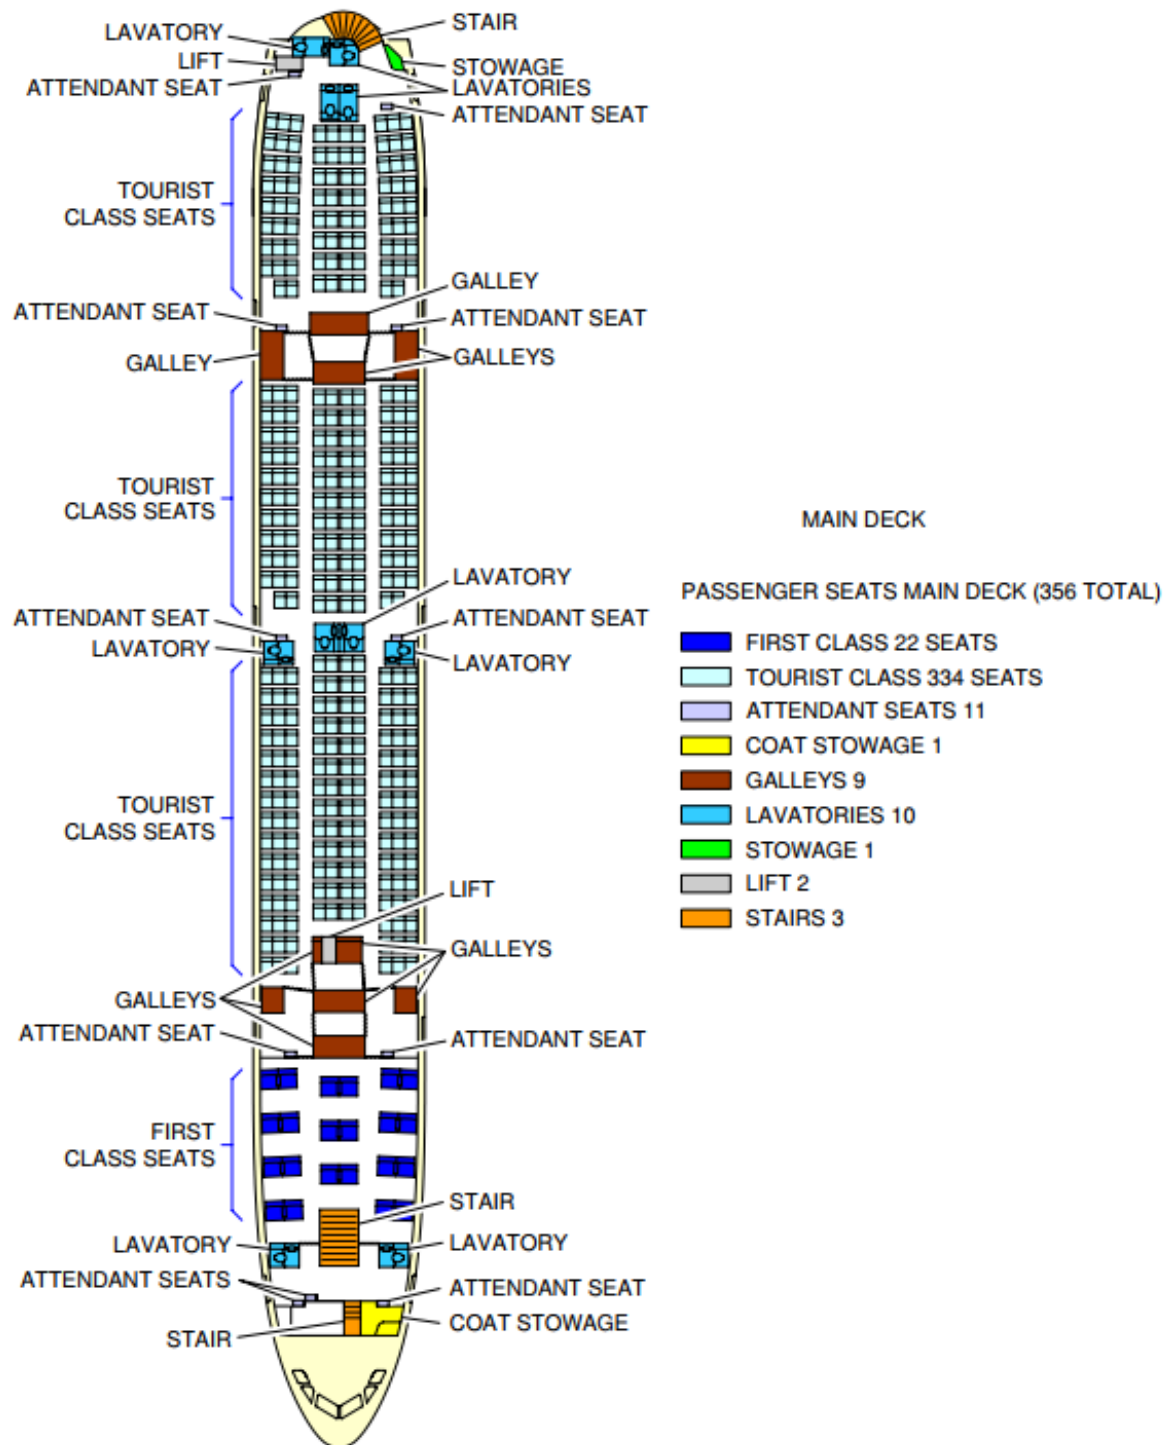 STAIR
LAVATORY
LIFT
STOWAGE
ATTENDANT SEAT
LAVATORIES
ATTENDANT SEAT
TOURIST
CLASS SEATS
GALLEY
ATTENDANT SEAT
ATTENDANT SEAT
GALLEY
GALLEYS
TOURIST
CLASS SEATS
LAVATORY
ATTENDANT SEAT
ATTENDANT SEAT
LAVATORY
LAVATORY
TOURIST
CLASS SEATS
LIFT
GALLEYS
GALLEYS
ATTENDANT SEAT
ATTENDANT SEAT
FIRST
CLASS SEATS
STAIR
LAVATORY
LAVATORY
ATTENDANT SEATS
ATTENDANT SEAT
STAIR
COAT STOWAGE
MAIN DECK
PASSENGER SEATS MAIN DECK (356 TOTAL)
FIRST CLASS 22 SEATS
TOURIST CLASS 334 SEATS
ATTENDANT SEATS 11
COAT STOWAGE 1
GALLEYS 9
LAVATORIES 10
STOWAGE 1
LIFT 2
STAIRS 3